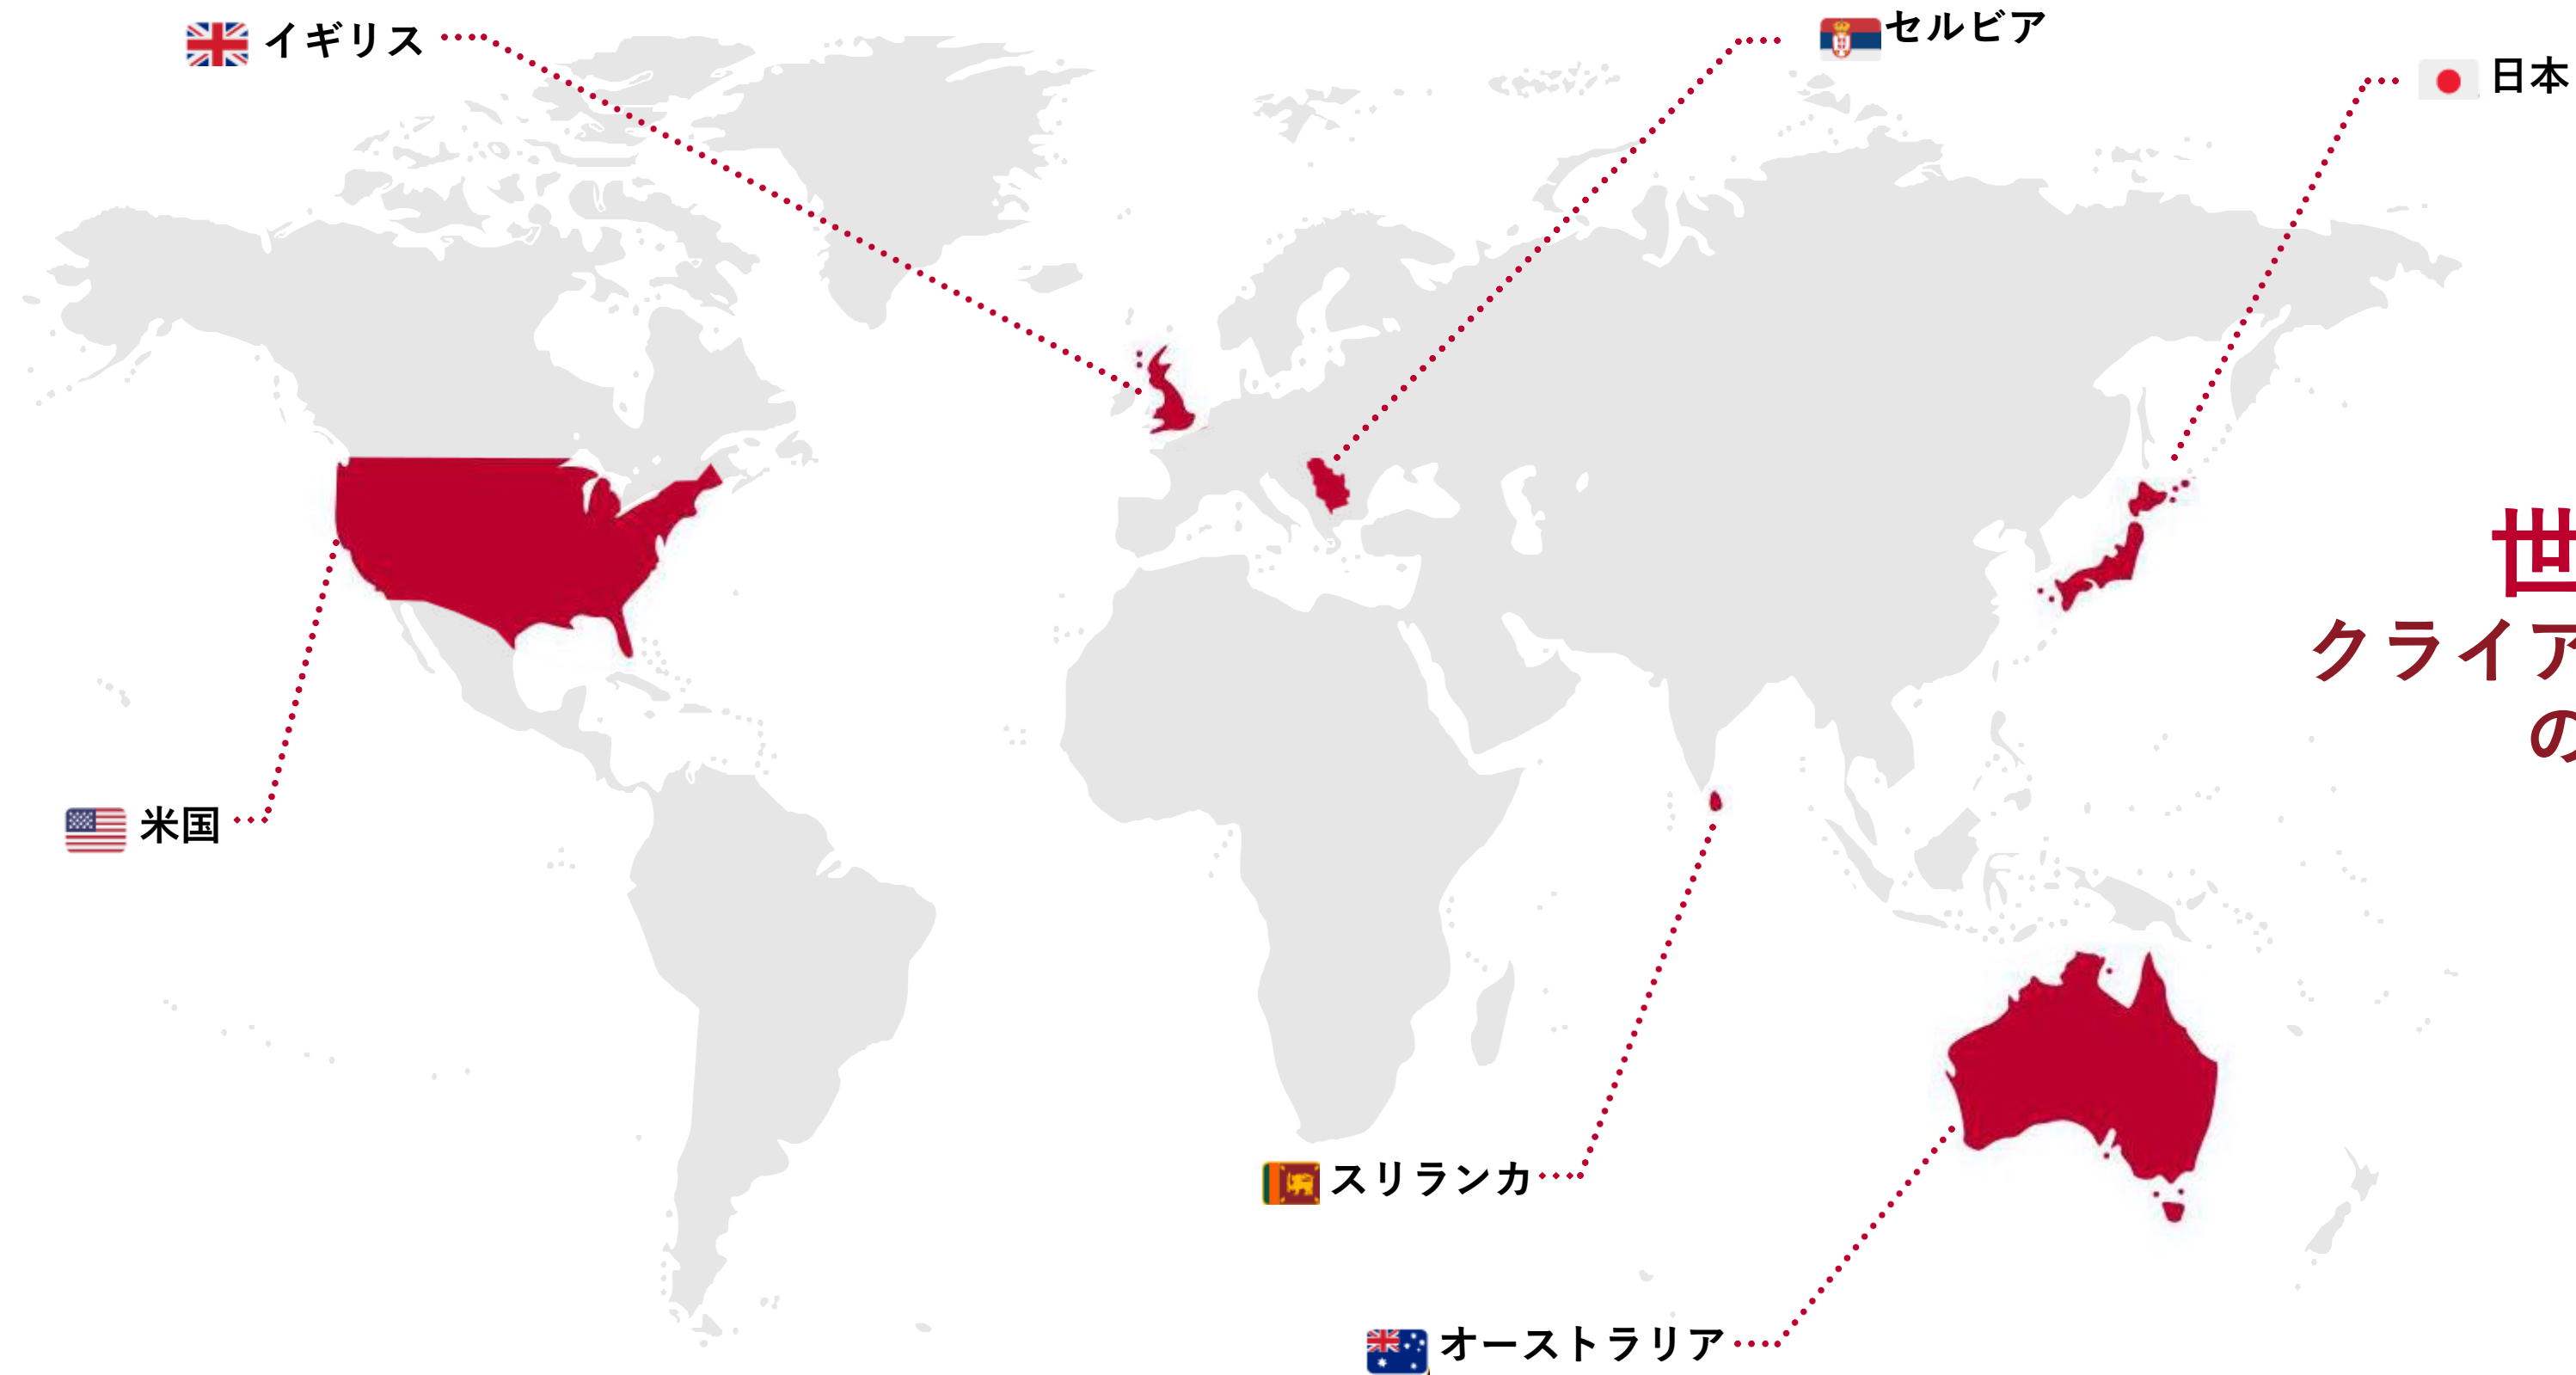 イギリス
セルビア
日本
世
クライア
の
米国
スリランカ
オーストラリア